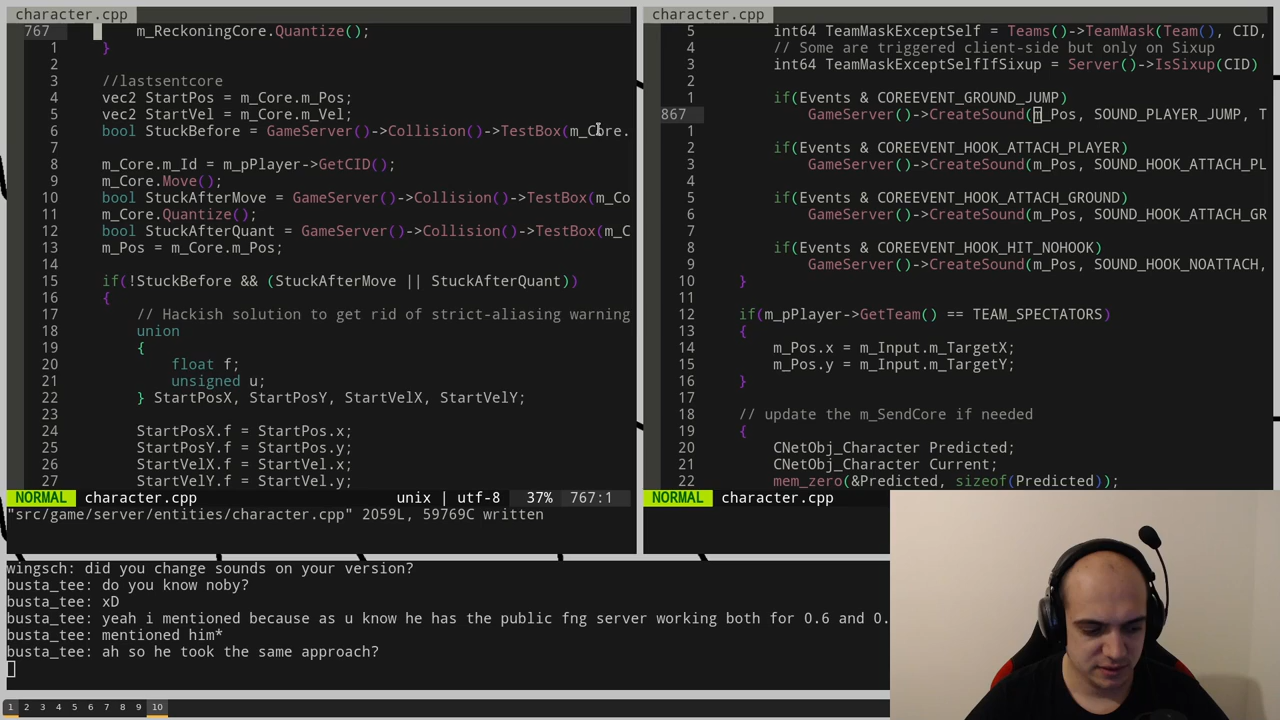 character.cpp
767 m_ReckoningCore.Quantize();
1 }
2
3 //lastsentcore
4 vec2 StartPos = m_Core.m_Pos;
5 vec2 StartVel = m_Core.m_Vel;
6 bool StuckBefore = GameServer()->Collision()->TestBox(m_Core.
7
8 m_Core.m_Id = m_pPlayer->GetCID();
9 m_Core.Move();
10 bool StuckAfterMove = GameServer()->Collision()->TestBox(m_Co
11 m_Core.Quantize();
12 bool StuckAfterQuant = GameServer()->Collision()->TestBox(m_C
13 m_Pos = m_Core.m_Pos;
14
15 if(!StuckBefore && (StuckAfterMove || StuckAfterQuant))
16 {
17 // Hackish solution to get rid of strict-aliasing warning
18 union
19 {
20 float f;
21 unsigned u;
22 } StartPosX, StartPosY, StartVelX, StartVelY;
23
24 StartPosX.f = StartPos.x;
25 StartPosY.f = StartPos.y;
26 StartVelX.f = StartVel.x;
27 StartVelY.f = StartVel.y;
NORMAL character.cpp unix | utf-8 37% 767:1
"src/game/server/entities/character.cpp" 2059L, 59769C written
character.cpp
5 int64 TeamMaskExceptSelf = Teams()->TeamMask(Team(), CID,
4 // Some are triggered client-side but only on Sixup
3 int64 TeamMaskExceptSelfIfSixup = Server()->IsSixup(CID)
2
1 if(Events & COREEVENT_GROUND_JUMP)
867 GameServer()->CreateSound(m_Pos, SOUND_PLAYER_JUMP, T
1
2 if(Events & COREEVENT_HOOK_ATTACH_PLAYER)
3 GameServer()->CreateSound(m_Pos, SOUND_HOOK_ATTACH_PL
4
5 if(Events & COREEVENT_HOOK_ATTACH_GROUND)
6 GameServer()->CreateSound(m_Pos, SOUND_HOOK_ATTACH_GR
7
8 if(Events & COREEVENT_HOOK_HIT_NOHOOK)
9 GameServer()->CreateSound(m_Pos, SOUND_HOOK_NOATTACH,
10 }
11
12 if(m_pPlayer->GetTeam() == TEAM_SPECTATORS)
13 {
14 m_Pos.x = m_Input.m_TargetX;
15 m_Pos.y = m_Input.m_TargetY;
16 }
17
18 // update the m_SendCore if needed
19 {
20 CNetObj_Character Predicted;
21 CNetObj_Character Current;
22 mem_zero(&Predicted, sizeof(Predicted));
NORMAL character.cpp
wingsch: did you change sounds on your version?
busta_tee: do you know noby?
busta_tee: xD
busta_tee: yeah i mentioned because as u know he has the public fng server working both for 0.6 and 0.
busta_tee: mentioned him*
busta_tee: ah so he took the same approach?
1 2 3 4 5 6 7 8 9 10